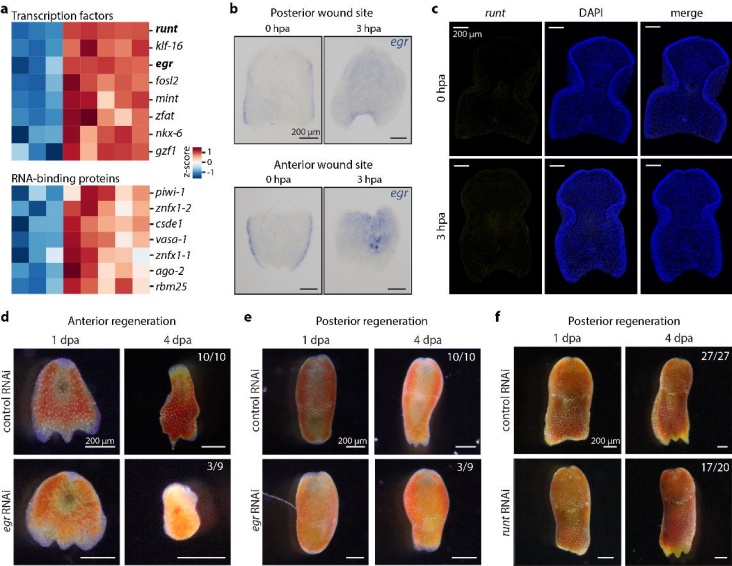 a
Transcription factors
runt
klf-16
egr
fosl2
mint
zfat
nkx-6
gzf1
z-score
1
0
-1
RNA-binding proteins
piwi-1
znfx1-2
csde1
vasa-1
znfx1-1
ago-2
rbm25
b
Posterior wound site
0 hpa 3 hpa
egr
200 µm
Anterior wound site
0 hpa 3 hpa
egr
c
runt DAPI merge
200 µm
0 hpa
3 hpa
d
Anterior regeneration
1 dpa 4 dpa
control RNAi
10/10
200 µm
egr RNAi
3/9
e
Posterior regeneration
1 dpa 4 dpa
control RNAi
10/10
200 µm
egr RNAi
3/9
f
Posterior regeneration
1 dpa 4 dpa
control RNAi
27/27
200 µm
runt RNAi
17/20